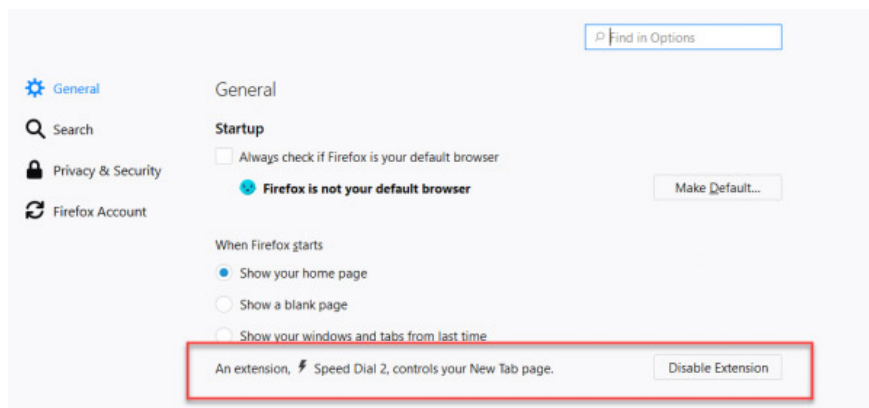 Find in Options
General
Search
Privacy & Security
Firefox Account
General
Startup
Always check if Firefox is your default browser
Firefox is not your default browser
Make Default...
When Firefox starts
Show your home page
Show a blank page
Show your windows and tabs from last time
An extension, Speed Dial 2, controls your New Tab page.
Disable Extension